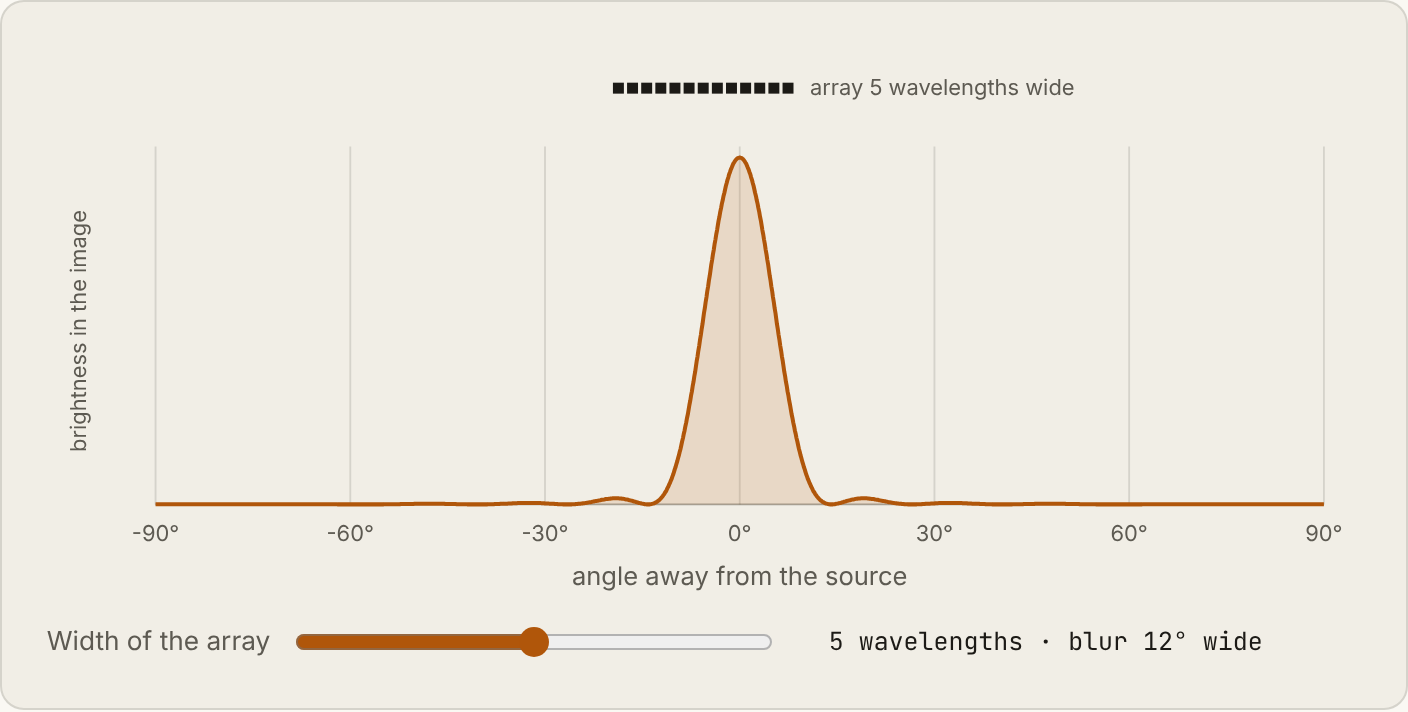 array 5 wavelengths wide
brightness in the image
-90° -60° -30° 0° 30° 60° 90°
angle away from the source
Width of the array 5 wavelengths · blur 12° wide